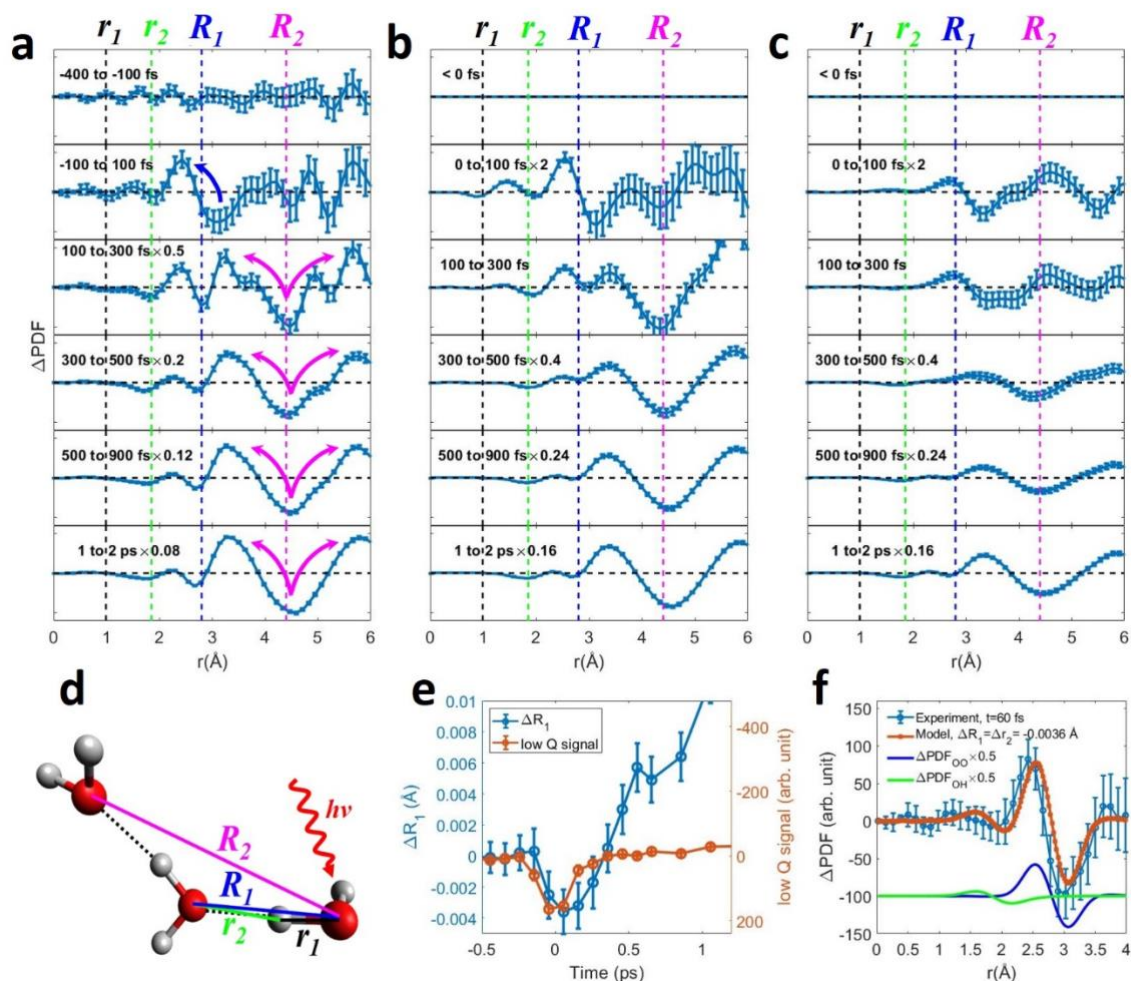 a r₁ r₂ R₁ R₂
b r₁ r₂ R₁ R₂
c r₁ r₂ R₁ R₂
ΔPDF
-400 to -100 fs
-100 to 100 fs
100 to 300 fs×0.5
300 to 500 fs×0.2
500 to 900 fs×0.12
1 to 2 ps×0.08
0 1 2 3 4 5 6
r(Å)
< 0 fs
0 to 100 fs×2
100 to 300 fs
300 to 500 fs×0.4
500 to 900 fs×0.24
1 to 2 ps×0.16
0 1 2 3 4 5 6
r(Å)
< 0 fs
0 to 100 fs×2
100 to 300 fs
300 to 500 fs×0.4
500 to 900 fs×0.24
1 to 2 ps×0.16
0 1 2 3 4 5 6
r(Å)
d
hν
R₂
R₁
r₂
r₁
e
ΔR₁
low Q signal
0.01
0.008
0.006
0.004
0.002
0
-0.002
-0.004
ΔR₁ (Å)
-400
-200
0
200
low Q signal (arb. unit)
-0.5 0 0.5 1
Time (ps)
f
Experiment, t=60 fs
Model, ΔR₁=Δr₂= -0.0036 Å
ΔPDF_OO×0.5
ΔPDF_OH×0.5
150
100
50
0
-50
-100
-150
ΔPDF (arb. unit)
0 0.5 1 1.5 2 2.5 3 3.5 4
r(Å)